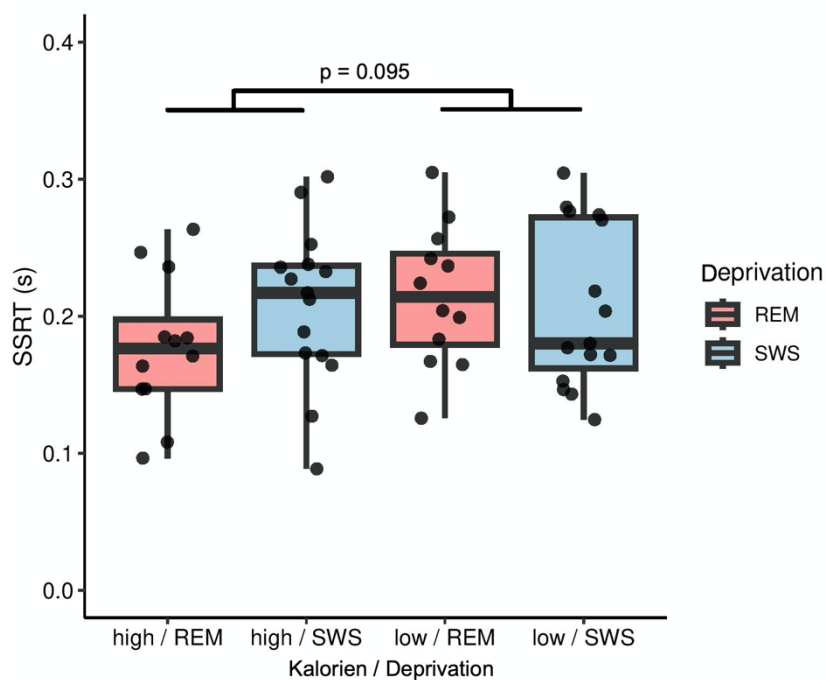 0.4
p = 0.095
0.3
0.2
0.1
0.0
SSRT (s)
high / REM high / SWS low / REM low / SWS
Kalorien / Deprivation
Deprivation
REM
SWS